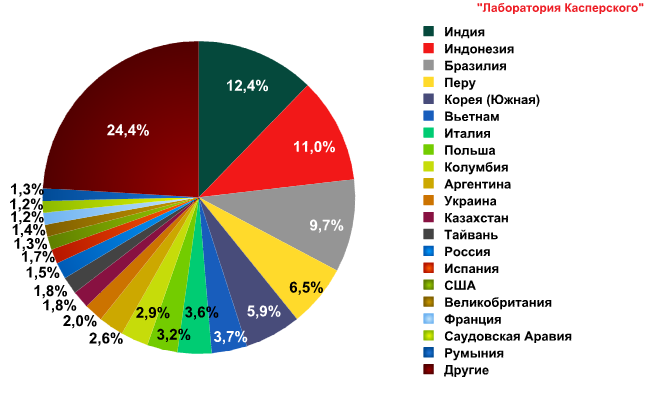 "Лаборатория Касперского"
Индия
Индонезия
Бразилия
Перу
Корея (Южная)
Вьетнам
Италия
Польша
Колумбия
Аргентина
Украина
Казахстан
Тайвань
Россия
Испания
США
Великобритания
Франция
Саудовская Аравия
Румыния
Другие
12,4%
11,0%
9,7%
6,5%
5,9%
3,7%
3,6%
3,2%
2,9%
2,6%
2,0%
1,8%
1,8%
1,5%
1,7%
1,3%
1,4%
1,2%
1,2%
1,3%
24,4%